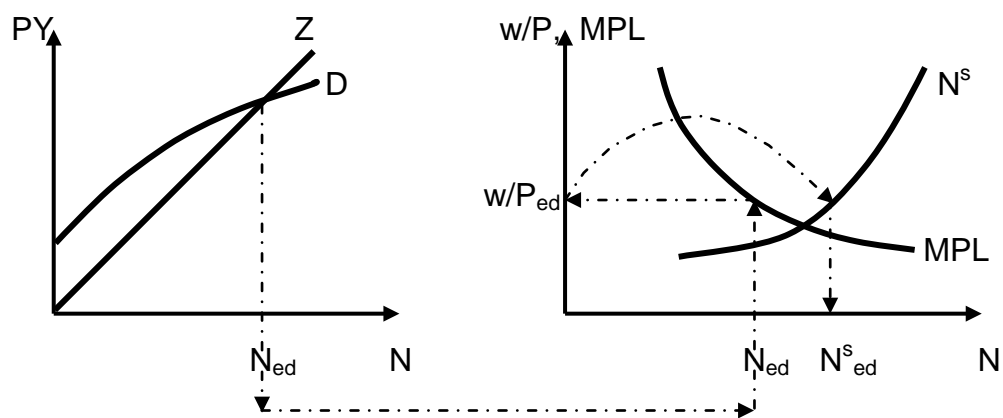 PY
Z
D
N_ed
N
w/P, MPL
N^s
w/P_ed
MPL
N_ed
N^s_ed
N